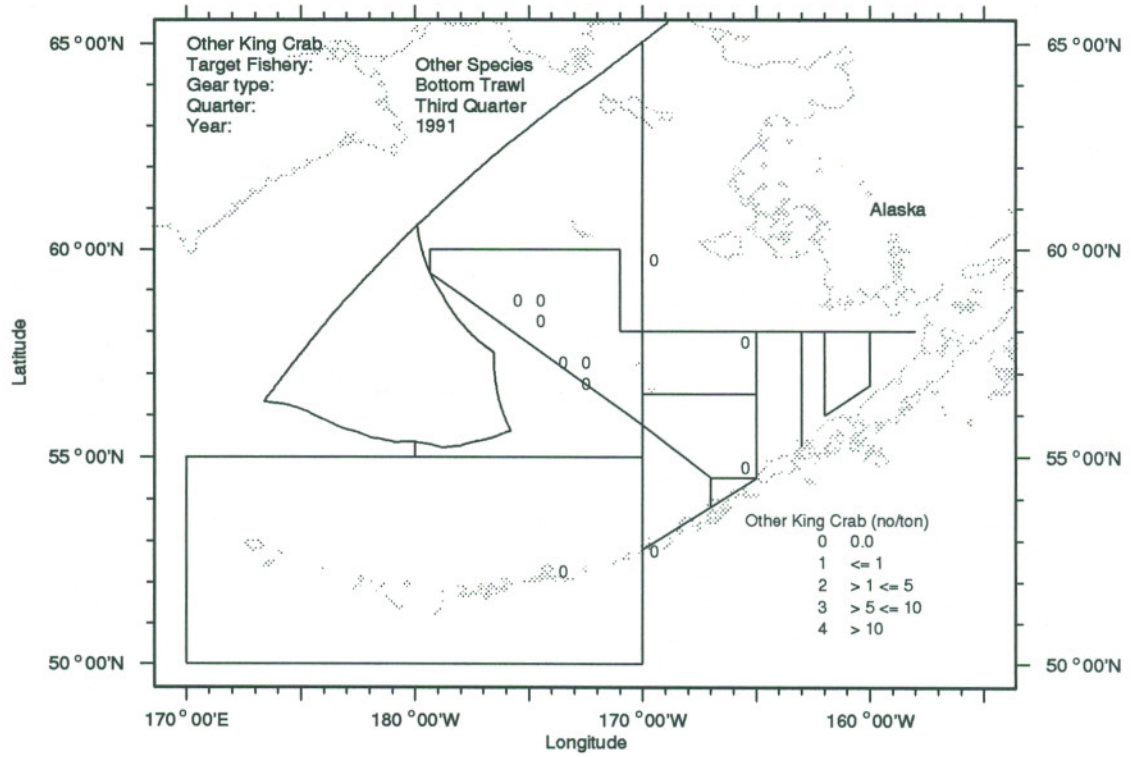 65°00'N
65°00'N
Other King Crab
Target Fishery: Other Species
Gear type: Bottom Trawl
Quarter: Third Quarter
Year: 1991
Alaska
60°00'N
60°00'N
0
0 0
0
0
0 0
0
Latitude
55°00'N
55°00'N
0
Other King Crab (no/ton)
0 0.0
1 <= 1
2 > 1 <= 5
3 > 5 <= 10
4 > 10
0
0
50°00'N
50°00'N
170°00'E
180°00'W
170°00'W
160°00'W
Longitude